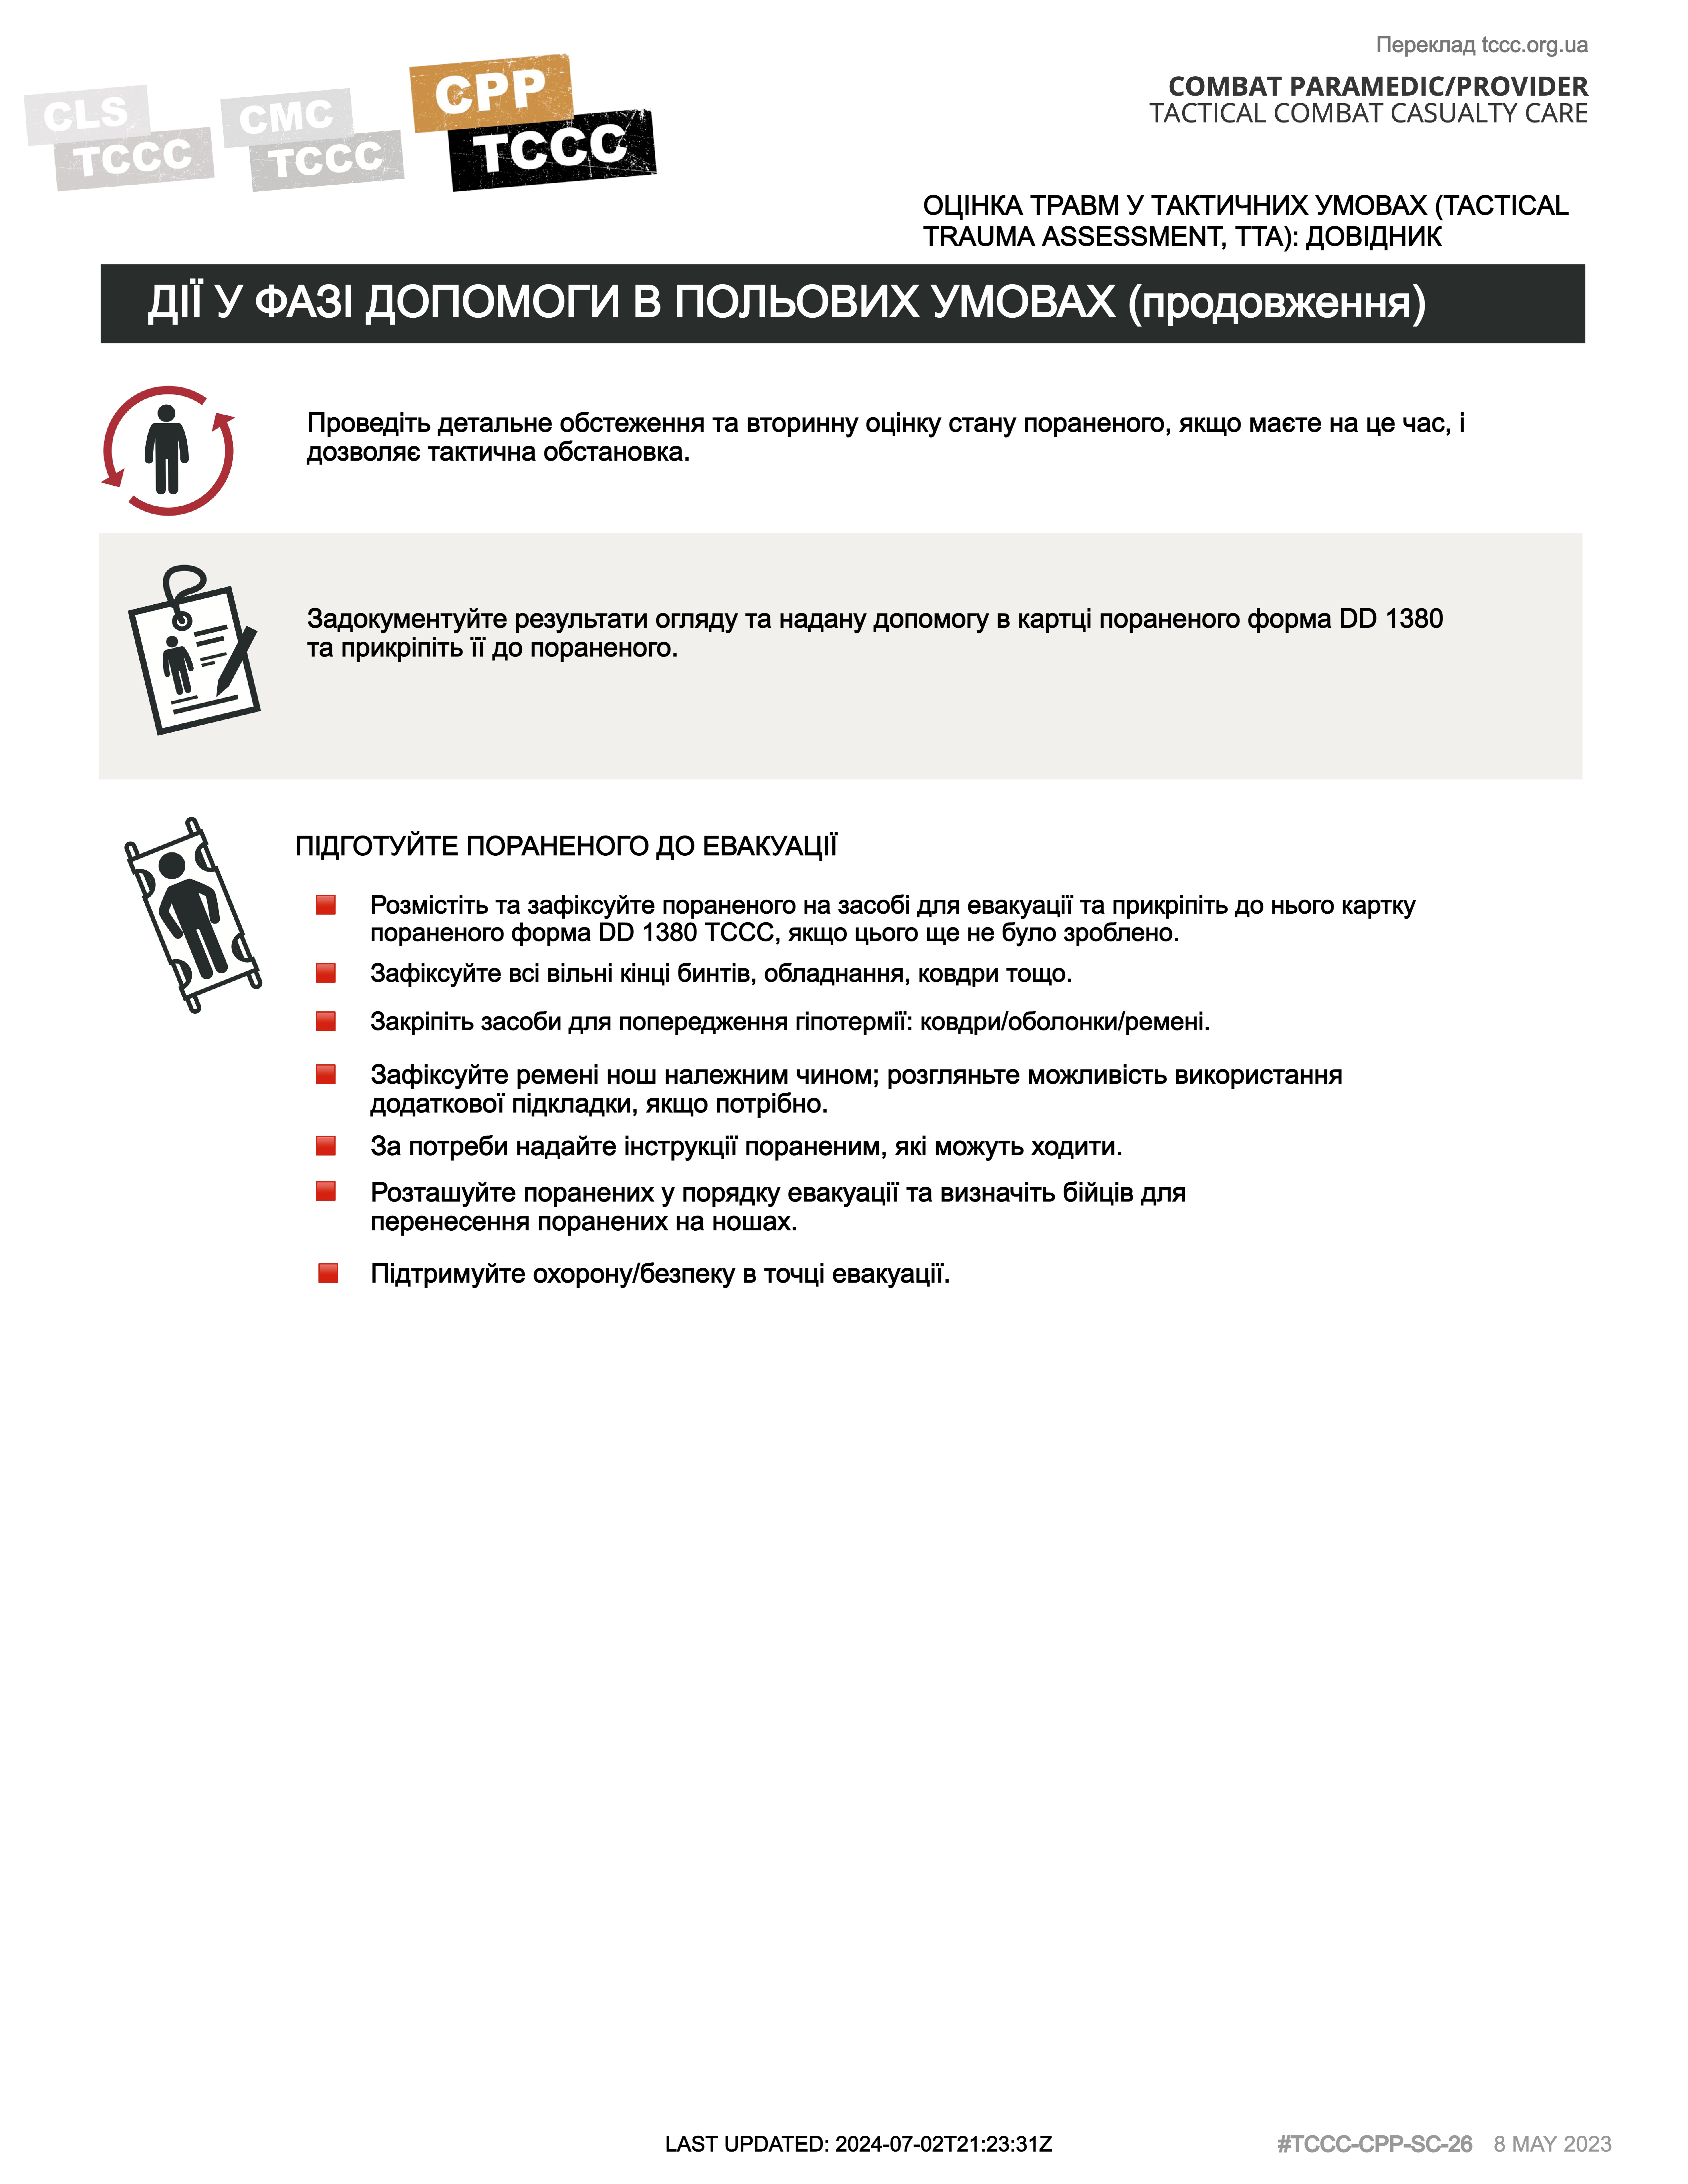 Переклад tccc.org.ua
CLS
TCCC
CMC
TCCC
CPP
TCCC
COMBAT PARAMEDIC/PROVIDER
TACTICAL COMBAT CASUALTY CARE
ОЦІНКА ТРАВМ У ТАКТИЧНИХ УМОВАХ (TACTICAL
TRAUMA ASSESSMENT, TTA): ДОВІДНИК
ДІЇ У ФАЗІ ДОПОМОГИ В ПОЛЬОВИХ УМОВАХ (продовження)
Проведіть детальне обстеження та вторинну оцінку стану пораненого, якщо маєте на це час, і
дозволяє тактична обстановка.
Задокументуйте результати огляду та надану допомогу в картці пораненого форма DD 1380
та прикріпіть її до пораненого.
ПІДГОТУЙТЕ ПОРАНЕНОГО ДО ЕВАКУАЦІЇ
Розмістіть та зафіксуйте пораненого на засобі для евакуації та прикріпіть до нього картку
пораненого форма DD 1380 TCCC, якщо цього ще не було зроблено.
Зафіксуйте всі вільні кінці бинтів, обладнання, ковдри тощо.
Закріпіть засоби для попередження гіпотермії: ковдри/оболонки/ремені.
Зафіксуйте ремені нош належним чином; розгляньте можливість використання
додаткової підкладки, якщо потрібно.
За потреби надайте інструкції пораненим, які можуть ходити.
Розташуйте поранених у порядку евакуації та визначіть бійців для
перенесення поранених на ношах.
Підтримуйте охорону/безпеку в точці евакуації.
LAST UPDATED: 2024-07-02T21:23:31Z
#TCCC-CPP-SC-26 8 MAY 2023